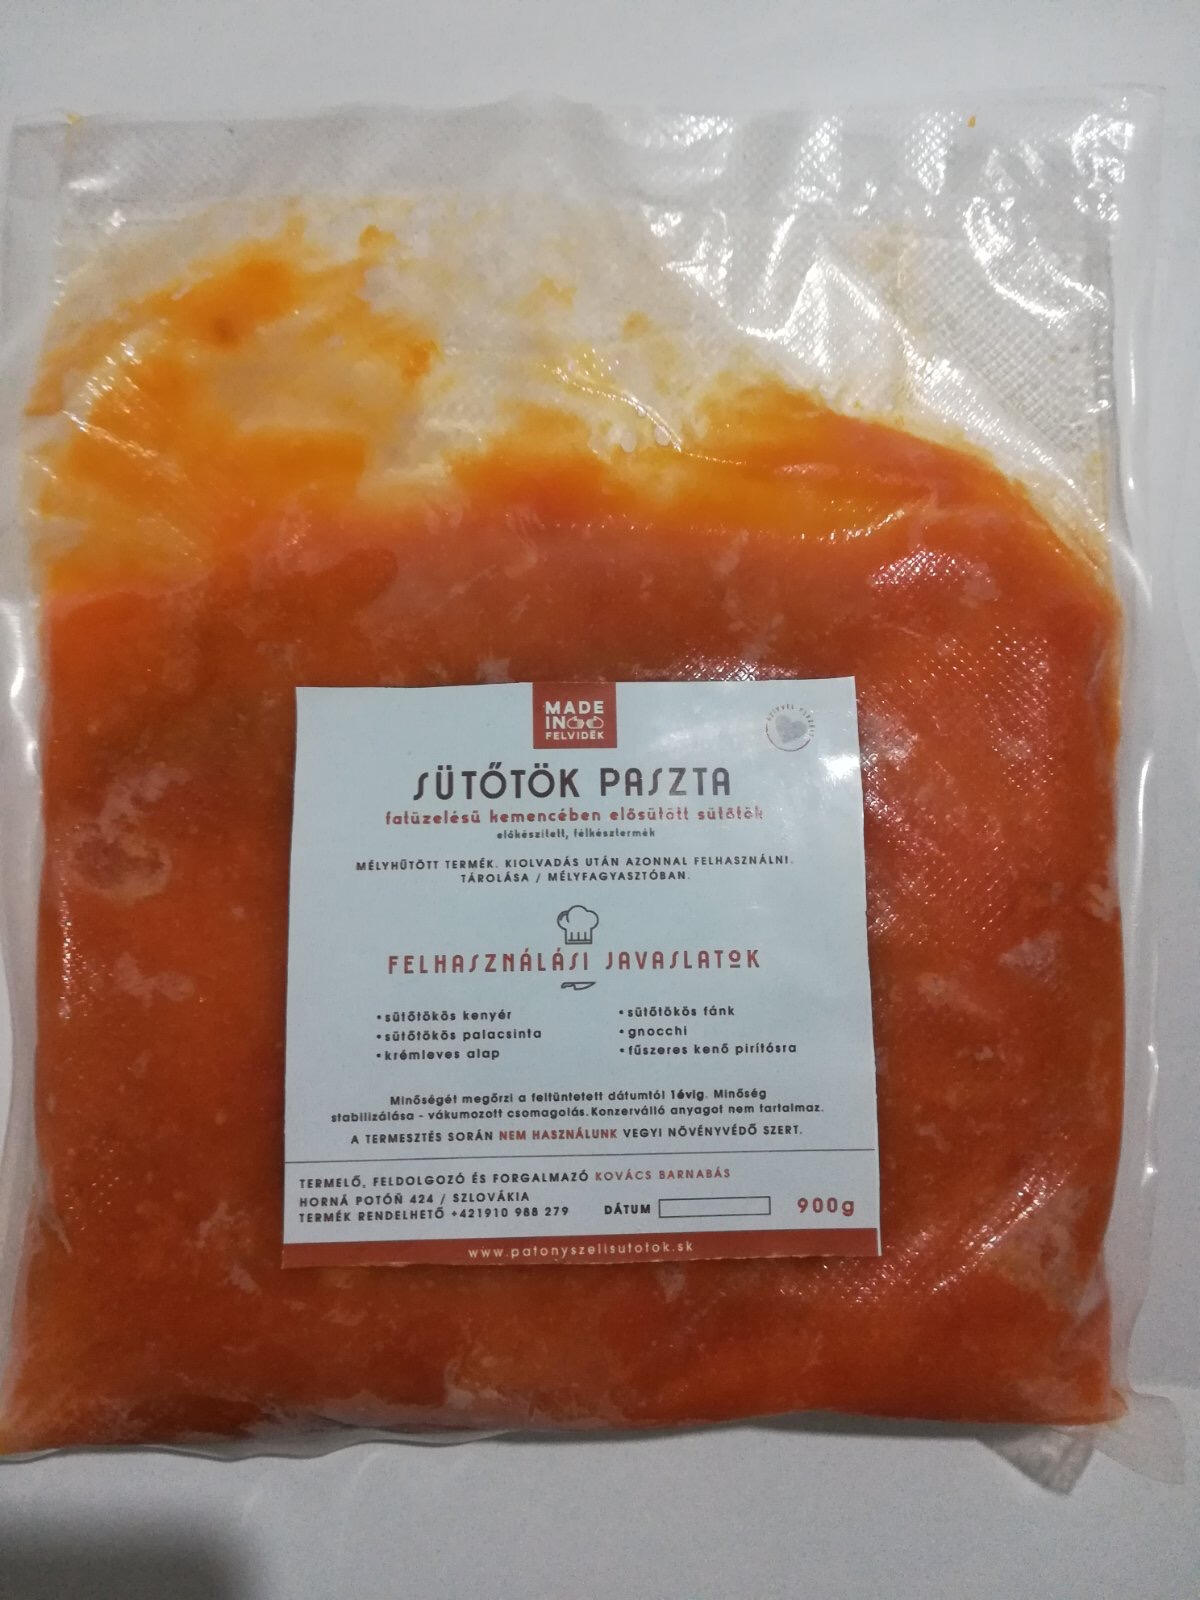 MADE
IN
FELVIDÉK
SÜTŐTÖK PASZTA
fatüzelésű kemencében elősütött sütőtök
előkészített, félkésztermék
MÉLYHŰTÖTT TERMÉK. KIOLVADÁS UTÁN AZONNAL FELHASZNÁLNI.
TÁROLÁSA / MÉLYFAGYASZTÓBAN.
FELHASZNÁLÁSI JAVASLATOK
•sütőtökös kenyér
•sütőtökös palacsinta
•krémleves alap
•sütőtökös fánk
•gnocchi
•fűszeres kenő pirítósra
Minőségét megőrzi a feltüntetett dátumtól 1évig. Minőség
stabilizálása - vákumozott csomagolás. Konzerváló anyagot nem tartalmaz.
A TERMESZTÉS SORÁN NEM HASZNÁLUNK VEGYI NÖVÉNYVÉDŐ SZERT.
TERMELŐ, FELDOLGOZÓ ÉS FORGALMAZÓ KOVÁCS BARNABÁS
HORNÁ POTÓŇ 424 / SZLOVÁKIA
TERMÉK RENDELHETŐ +421910 988 279
DÁTUM
900g
www.patonyszelisutotok.sk